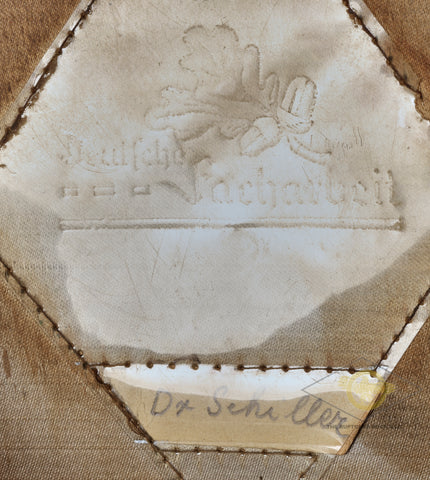 Deutsche
Facharbeit
Dr Schiller